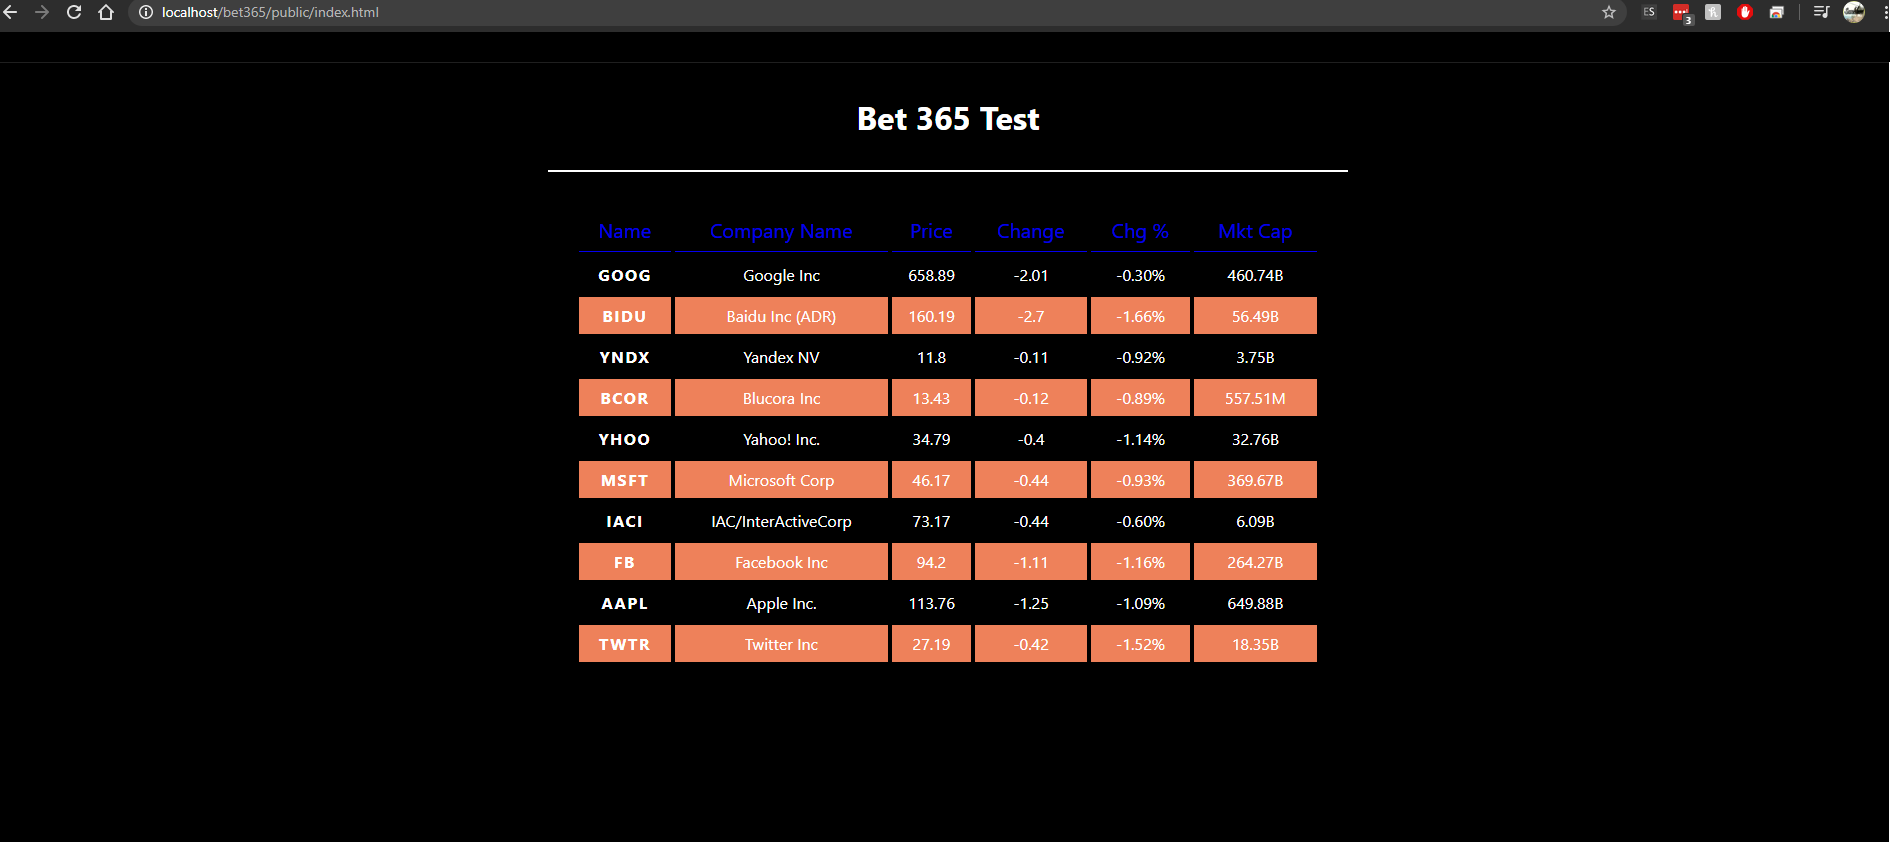 localhost/bet365/public/index.html
ES
3
Bet 365 Test
Name Company Name Price Change Chg % Mkt Cap
GOOG Google Inc 658.89 -2.01 -0.30% 460.74B
BIDU Baidu Inc (ADR) 160.19 -2.7 -1.66% 56.49B
YNDX Yandex NV 11.8 -0.11 -0.92% 3.75B
BCOR Blucora Inc 13.43 -0.12 -0.89% 557.51M
YHOO Yahoo! Inc. 34.79 -0.4 -1.14% 32.76B
MSFT Microsoft Corp 46.17 -0.44 -0.93% 369.67B
IACI IAC/InterActiveCorp 73.17 -0.44 -0.60% 6.09B
FB Facebook Inc 94.2 -1.11 -1.16% 264.27B
AAPL Apple Inc. 113.76 -1.25 -1.09% 649.88B
TWTR Twitter Inc 27.19 -0.42 -1.52% 18.35B